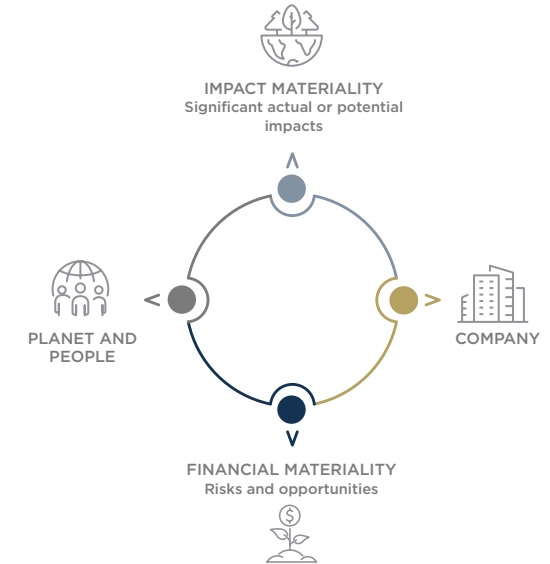 IMPACT MATERIALITY
Significant actual or potential
impacts
PLANET AND
PEOPLE
COMPANY
FINANCIAL MATERIALITY
Risks and opportunities
$